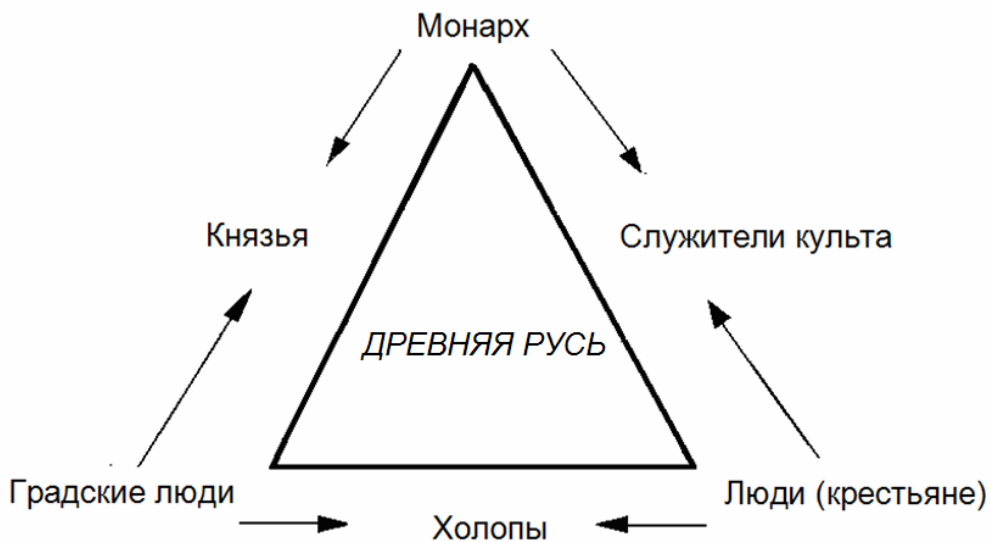 Монарх
Князья
Служители культа
ДРЕВНЯЯ РУСЬ
Градские люди
Люди (крестьяне)
Холопы